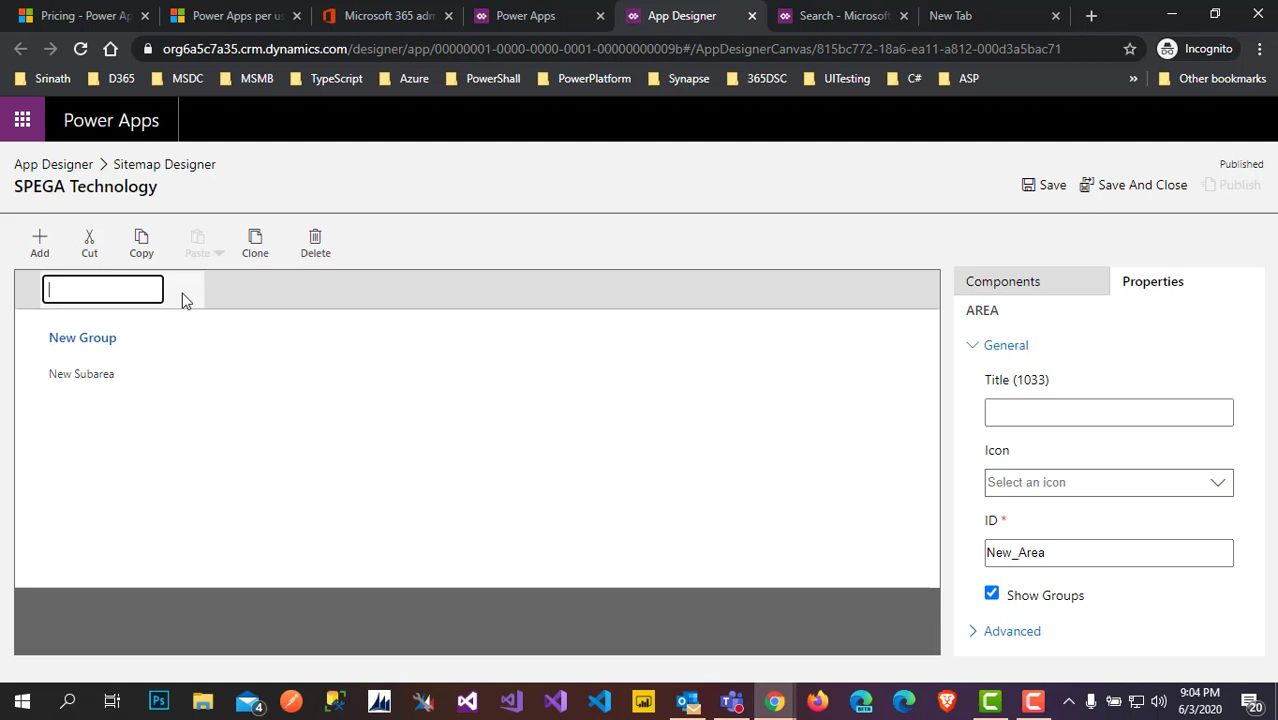 Power Apps - Pricing - Power Ap
Power Apps per us
Microsoft 365 adm
Power Apps
App Designer
Search - Microsoft
New Tab
org6a5c7a35.crm.dynamics.com/designer/app/00000001-0000-0000-0001-00000000009b#/AppDesignerCanvas/815bc772-18a6-ea11-a812-000d3a5bac71
Incognito
Srinath
D365
MSDC
MSMB
TypeScript
Azure
PowerShall
PowerPlatform
Synapse
365DSC
UITesting
C#
ASP
»
Other bookmarks
Power Apps
App Designer > Sitemap Designer
Published
SPEGA Technology
Save
Save And Close
Publish
Add
Cut
Copy
Paste
Clone
Delete
Components
Properties
New Group
New Subarea
AREA
General
Title (1033)
Icon
Select an icon
ID *
New_Area
Show Groups
Advanced
Ps
4
BETA
9:04 PM
6/3/2020
20